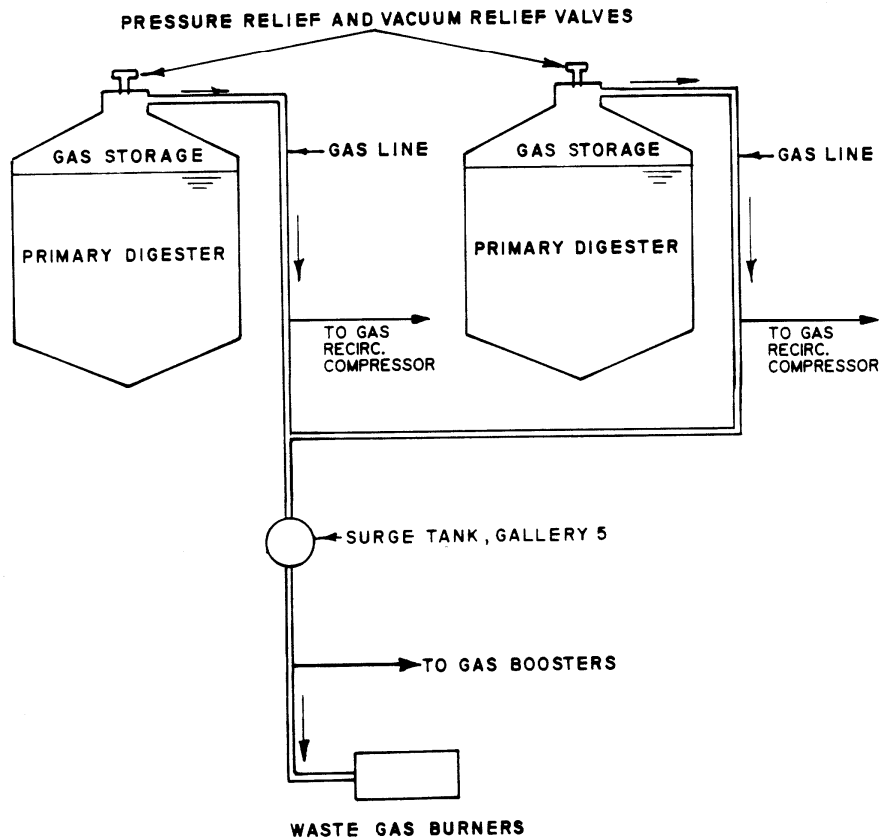 PRESSURE RELIEF AND VACUUM RELIEF VALVES
GAS STORAGE
GAS LINE
GAS STORAGE
GAS LINE
PRIMARY DIGESTER
PRIMARY DIGESTER
TO GAS
RECIRC.
COMPRESSOR
TO GAS
RECIRC.
COMPRESSOR
SURGE TANK, GALLERY 5
TO GAS BOOSTERS
WASTE GAS BURNERS